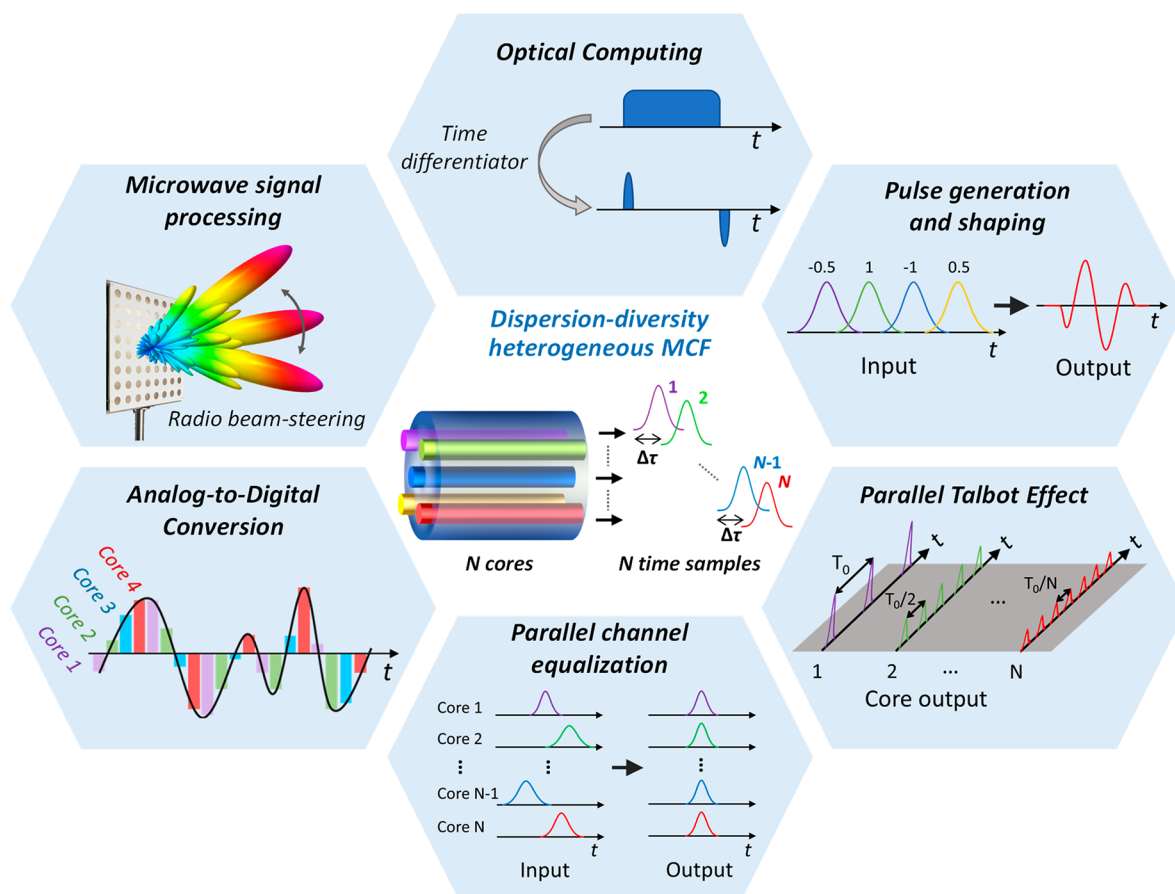 Optical Computing
Time
differentiator
t
t
Microwave signal
processing
Radio beam-steering
Pulse generation
and shaping
-0.5 1 -1 0.5
t
t
Input
Output
Dispersion-diversity
heterogeneous MCF
1
2
Δτ
N-1
N
Δτ
N cores
N time samples
Analog-to-Digital
Conversion
Core 4
Core 3
Core 2
Core 1
t
Parallel Talbot Effect
T0
t
T0/2
t
...
T0/N
t
1 2 ... N
Core output
Parallel channel
equalization
Core 1
Core 2
Core N-1
Core N
t
t
Input
Output